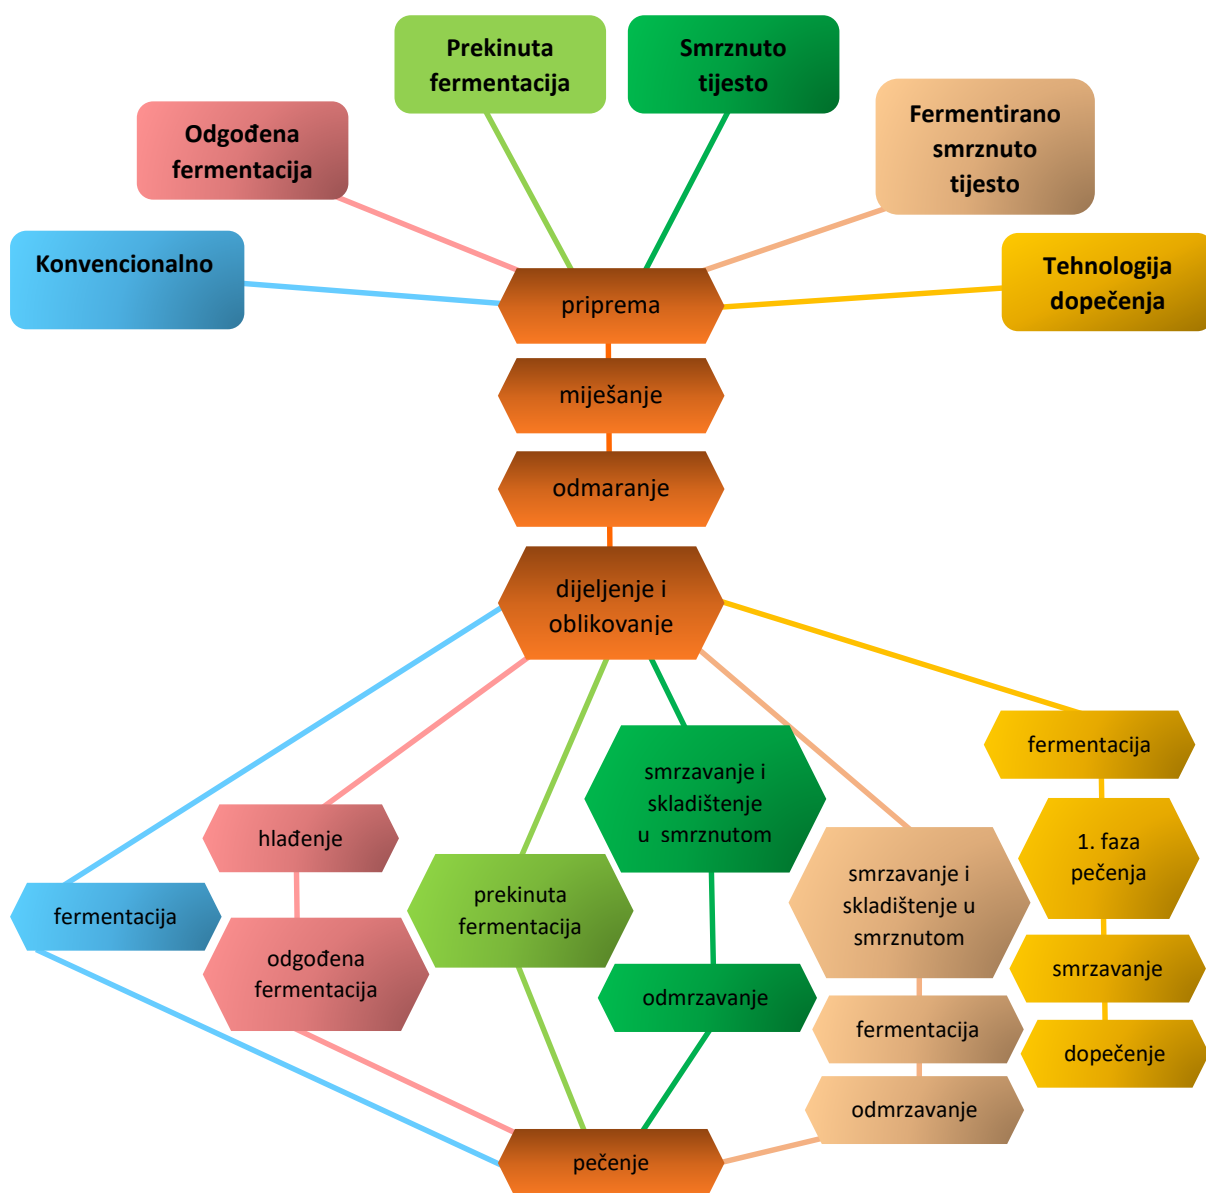 Prekinuta
fermentacija
Smrznuto
tijesto
Odgođena
fermentacija
Fermentirano
smrznuto
tijesto
Konvencionalno
Tehnologija
dopečenja
priprema
miješanje
odmaranje
dijeljenje i
oblikovanje
fermentacija
smrzavanje i
skladištenje
u smrznutom
hlađenje
1. faza
pečenja
prekinuta
fermentacija
smrzavanje i
skladištenje u
smrznutom
fermentacija
odgođena
fermentacija
smrzavanje
odmrzavanje
fermentacija
dopečenje
odmrzavanje
pečenje